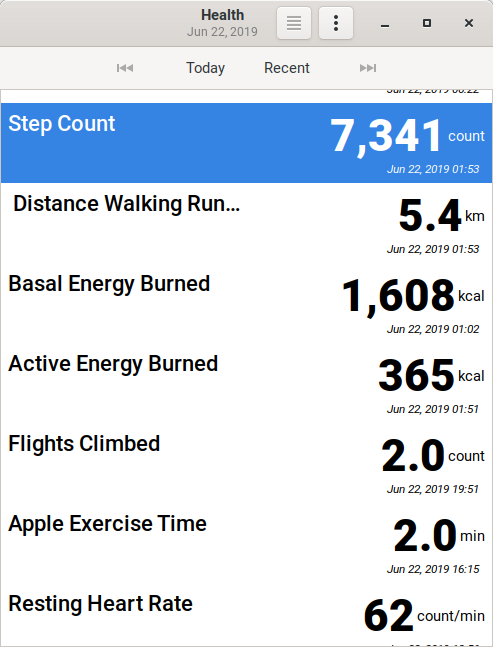 Health
Jun 22, 2019
Today Recent
Step Count
7,341 count
Jun 22, 2019 01:53
Distance Walking Run...
5.4 km
Jun 22, 2019 01:53
Basal Energy Burned
1,608 kcal
Jun 22, 2019 01:02
Active Energy Burned
365 kcal
Jun 22, 2019 01:51
Flights Climbed
2.0 count
Jun 22, 2019 19:51
Apple Exercise Time
2.0 min
Jun 22, 2019 16:15
Resting Heart Rate
62 count/min